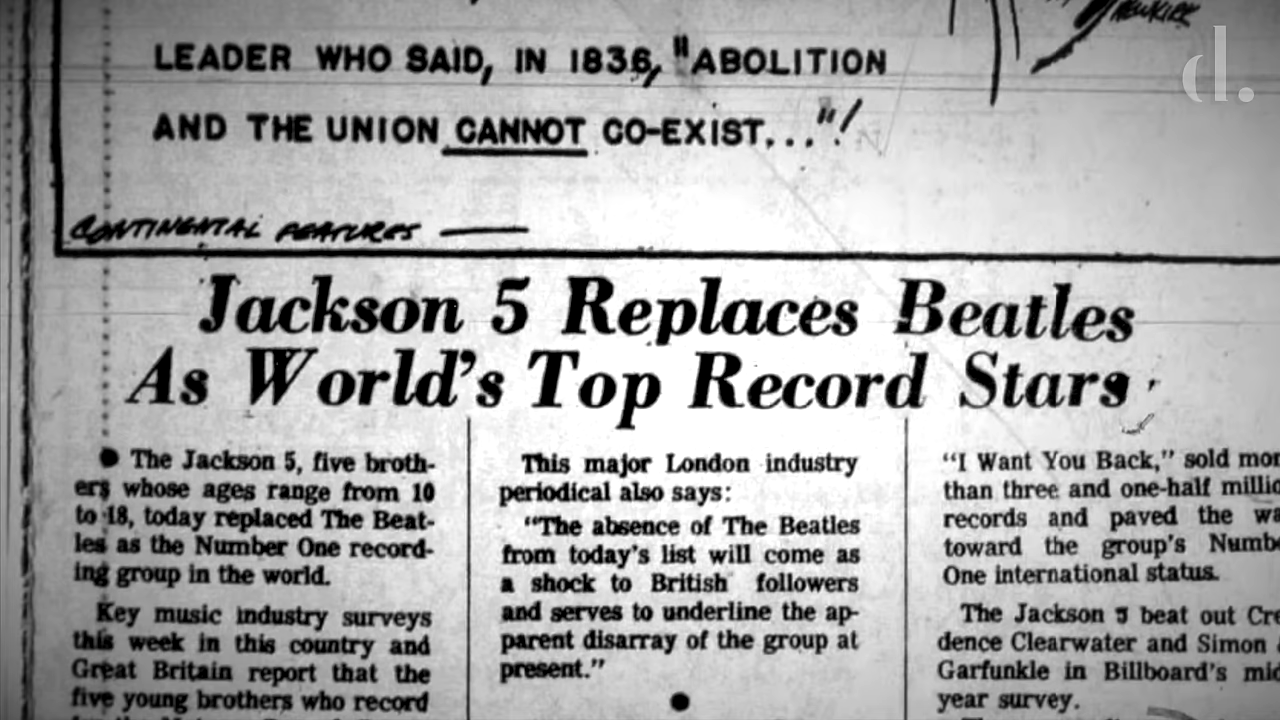 LEADER WHO SAID, IN 1836, "ABOLITION
AND THE UNION CANNOT CO-EXIST..."!
NEWKIRK
d.
CONTINENTAL FEATURES —
Jackson 5 Replaces Beatles
As World's Top Record Stars
● The Jackson 5, five broth-
ers whose ages range from 10
to 18, today replaced The Beat-
les as the Number One record-
ing group in the world.
Key music industry surveys
this week in this country and
Great Britain report that the
five young brothers who record
This major London industry
periodical also says:
"The absence of The Beatles
from today's list will come as
a shock to British followers
and serves to underline the ap-
parent disarray of the group at
present."
●
"I Want You Back," sold mor
than three and one-half millio
records and paved the wa
toward the group's Numbe
One international status.
The Jackson 5 beat out Cre
dence Clearwater and Simon
Garfunkle in Billboard's mid
year survey.